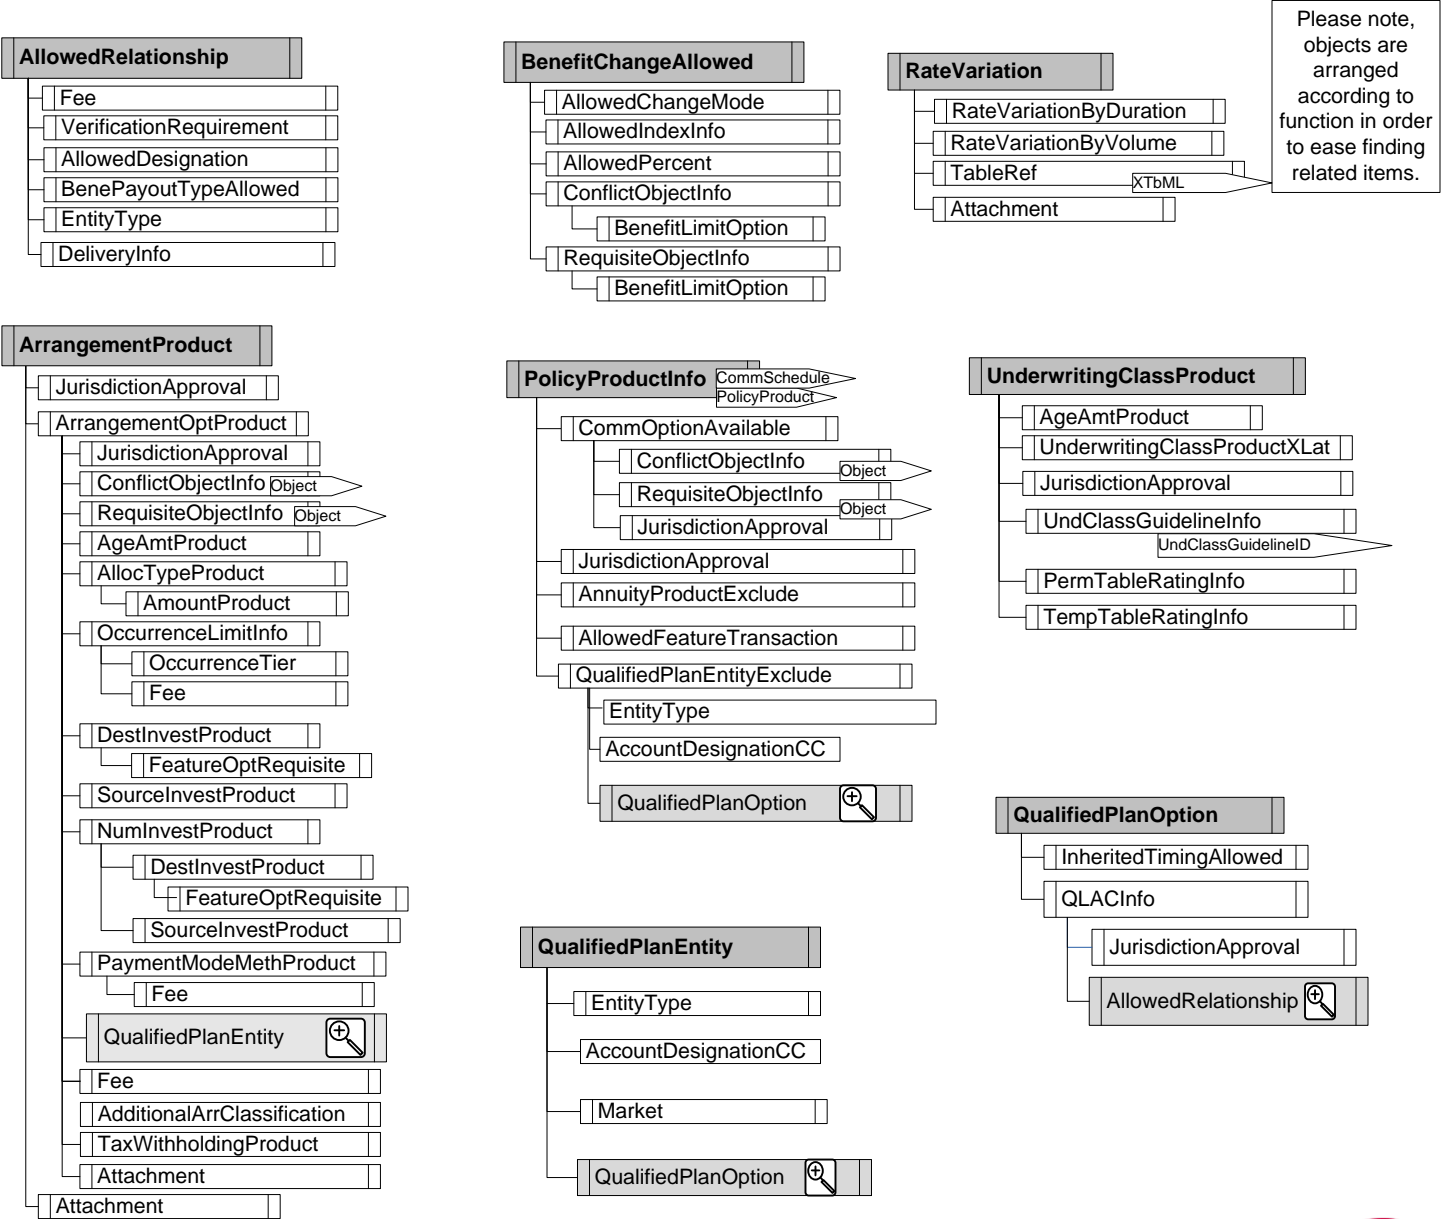 Please note,
objects are
arranged
according to
function in order
to ease finding
related items.
AllowedRelationship
Fee
VerificationRequirement
AllowedDesignation
BenePayoutTypeAllowed
EntityType
DeliveryInfo
BenefitChangeAllowed
AllowedChangeMode
AllowedIndexInfo
AllowedPercent
ConflictObjectInfo
BenefitLimitOption
RequisiteObjectInfo
BenefitLimitOption
RateVariation
RateVariationByDuration
RateVariationByVolume
TableRef
XTbML
Attachment
ArrangementProduct
JurisdictionApproval
ArrangementOptProduct
JurisdictionApproval
ConflictObjectInfo
Object
RequisiteObjectInfo
Object
AgeAmtProduct
AllocTypeProduct
AmountProduct
OccurrenceLimitInfo
OccurrenceTier
Fee
DestInvestProduct
FeatureOptRequisite
SourceInvestProduct
NumInvestProduct
DestInvestProduct
FeatureOptRequisite
SourceInvestProduct
PaymentModeMethProduct
Fee
QualifiedPlanEntity
Fee
AdditionalArrClassification
TaxWithholdingProduct
Attachment
Attachment
PolicyProductInfo
CommSchedule
PolicyProduct
CommOptionAvailable
ConflictObjectInfo
Object
RequisiteObjectInfo
Object
JurisdictionApproval
JurisdictionApproval
AnnuityProductExclude
AllowedFeatureTransaction
QualifiedPlanEntityExclude
EntityType
AccountDesignationCC
QualifiedPlanOption
UnderwritingClassProduct
AgeAmtProduct
UnderwritingClassProductXLat
JurisdictionApproval
UndClassGuidelineInfo
UndClassGuidelineID
PermTableRatingInfo
TempTableRatingInfo
QualifiedPlanEntity
EntityType
AccountDesignationCC
Market
QualifiedPlanOption
QualifiedPlanOption
InheritedTimingAllowed
QLACInfo
JurisdictionApproval
AllowedRelationship